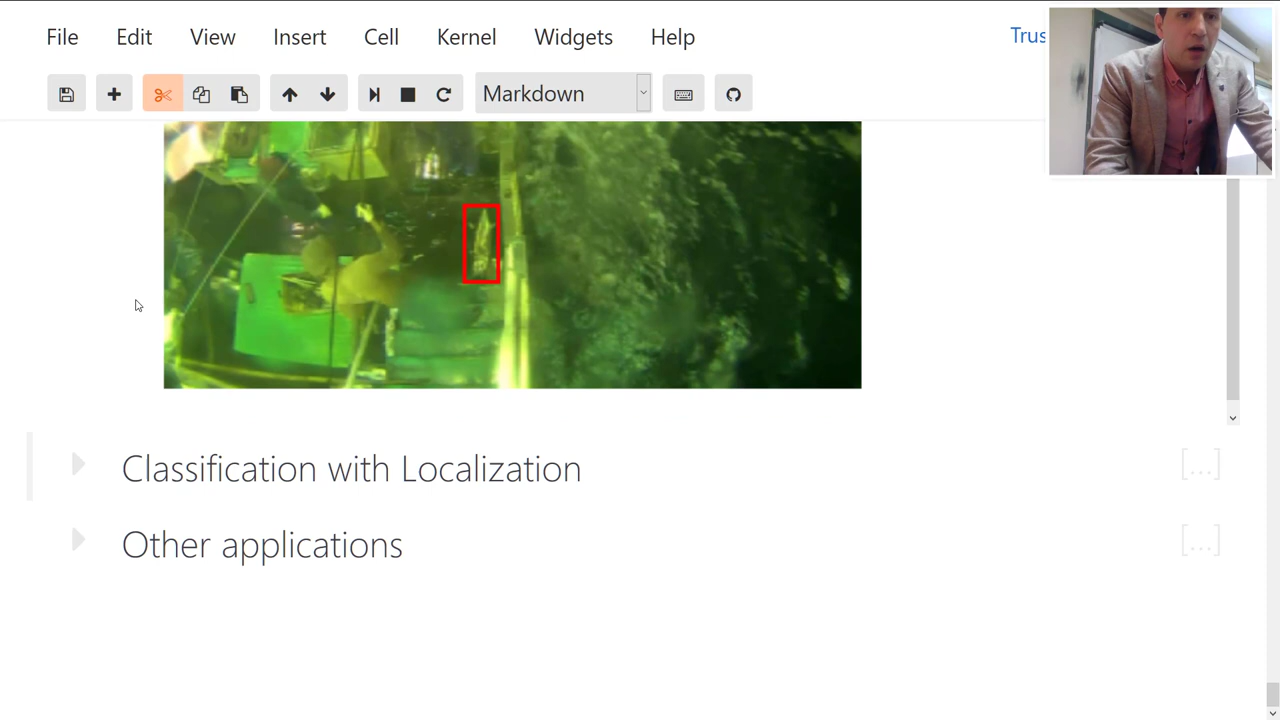 File Edit View Insert Cell Kernel Widgets Help Trus
Markdown
Classification with Localization [...]
Other applications [...]